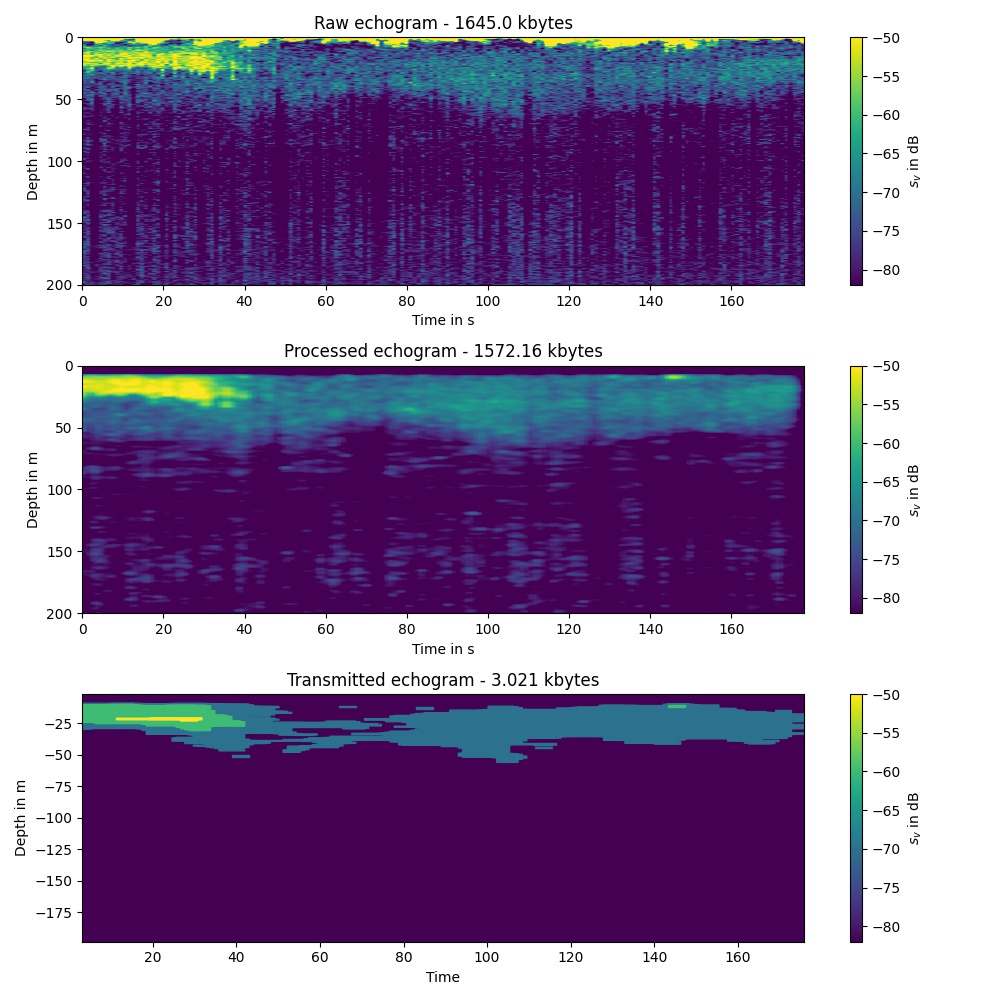 Raw echogram - 1645.0 kbytes
0
50
100
150
200
Depth in m
0 20 40 60 80 100 120 140 160
Time in s
−50
−55
−60
−65
−70
−75
−80
sv in dB
Processed echogram - 1572.16 kbytes
0
50
100
150
200
Depth in m
0 20 40 60 80 100 120 140 160
Time in s
−50
−55
−60
−65
−70
−75
−80
sv in dB
Transmitted echogram - 3.021 kbytes
−25
−50
−75
−100
−125
−150
−175
Depth in m
20 40 60 80 100 120 140 160
Time
−50
−55
−60
−65
−70
−75
−80
sv in dB